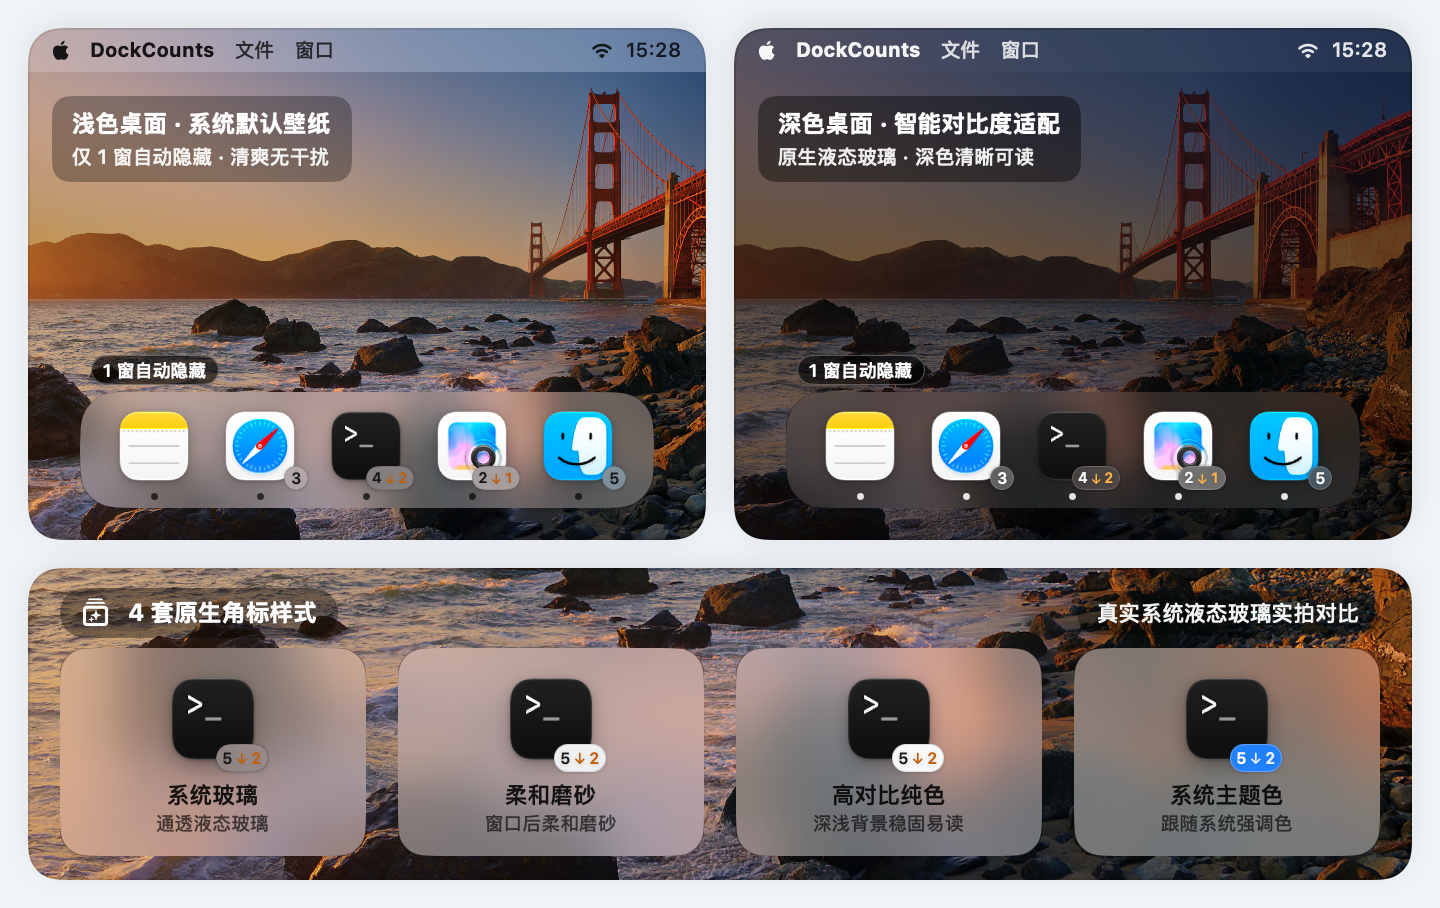 DockCounts 文件 窗口 15:28
浅色桌面 · 系统默认壁纸
仅 1 窗自动隐藏 · 清爽无干扰
1 窗自动隐藏
>_
3
4↓2
2↓1
5
DockCounts 文件 窗口 15:28
深色桌面 · 智能对比度适配
原生液态玻璃 · 深色清晰可读
1 窗自动隐藏
>_
3
4↓2
2↓1
5
4 套原生角标样式
真实系统液态玻璃实拍对比
>_
5↓2
系统玻璃
通透液态玻璃
>_
5↓2
柔和磨砂
窗口后柔和磨砂
>_
5↓2
高对比纯色
深浅背景稳固易读
>_
5↓2
系统主题色
跟随系统强调色